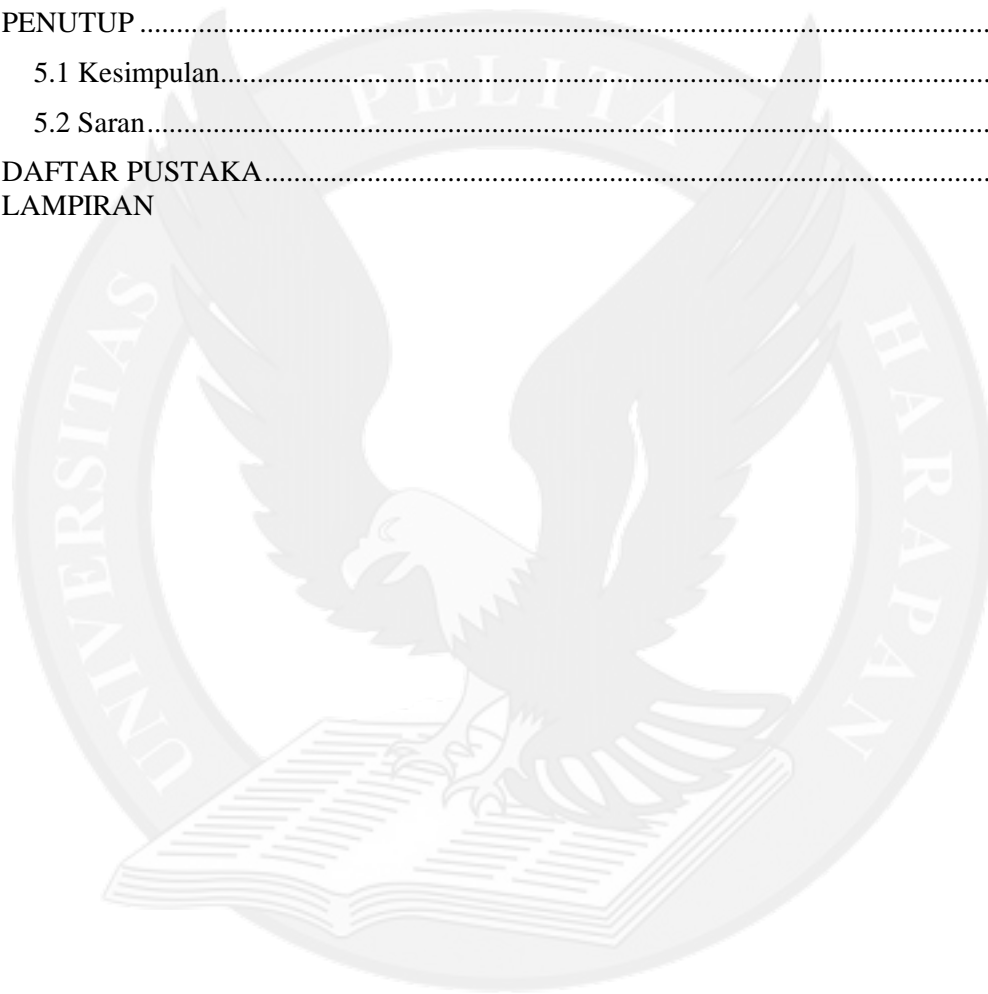 PENUTUP ........................................................................................................................
5.1 Kesimpulan..............................................................................................................
5.2 Saran........................................................................................................................
DAFTAR PUSTAKA.......................................................................................................
LAMPIRAN
UNIVERSITAS PELITA HARAPAN